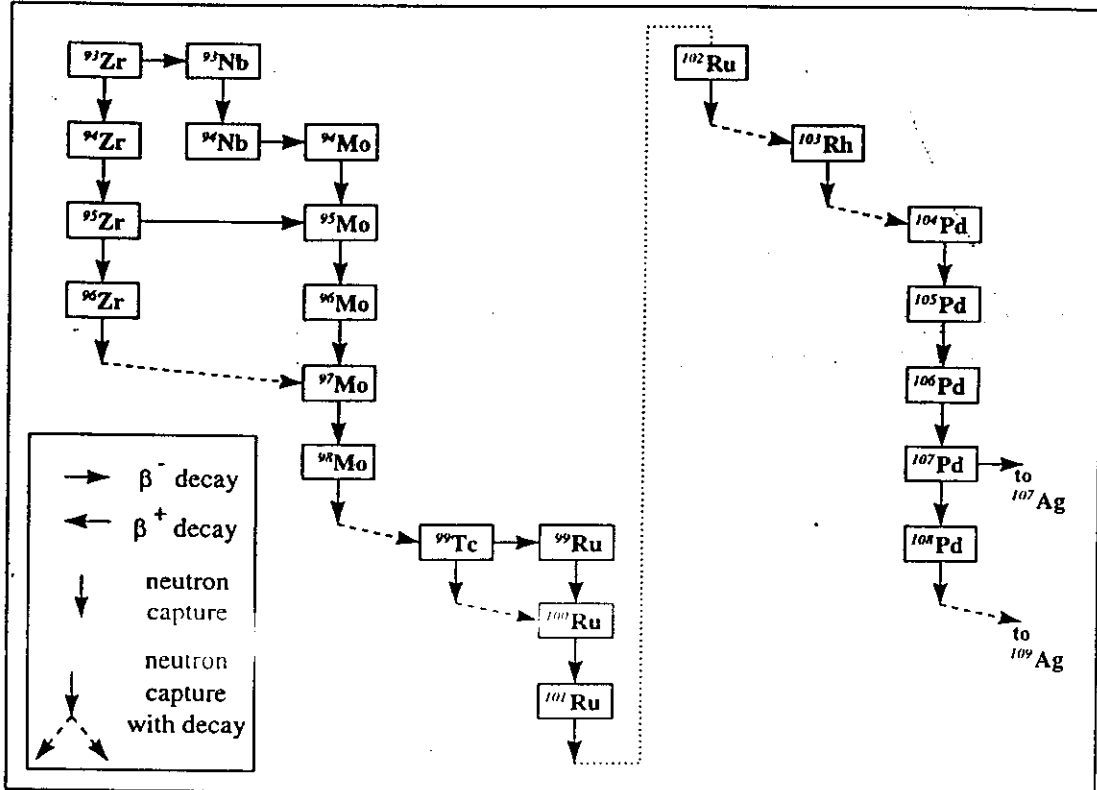 ⁹³Zr
⁹³Nb
⁹⁴Zr
⁹⁴Nb
⁹⁴Mo
⁹⁵Zr
⁹⁵Mo
⁹⁶Zr
⁹⁶Mo
⁹⁷Mo
⁹⁸Mo
⁹⁹Tc
⁹⁹Ru
¹⁰⁰Ru
¹⁰¹Ru
¹⁰²Ru
¹⁰³Rh
¹⁰⁴Pd
¹⁰⁵Pd
¹⁰⁶Pd
¹⁰⁷Pd
to
¹⁰⁷Ag
¹⁰⁸Pd
to
¹⁰⁹Ag
β⁻ decay
β⁺ decay
neutron
capture
neutron
capture
with decay